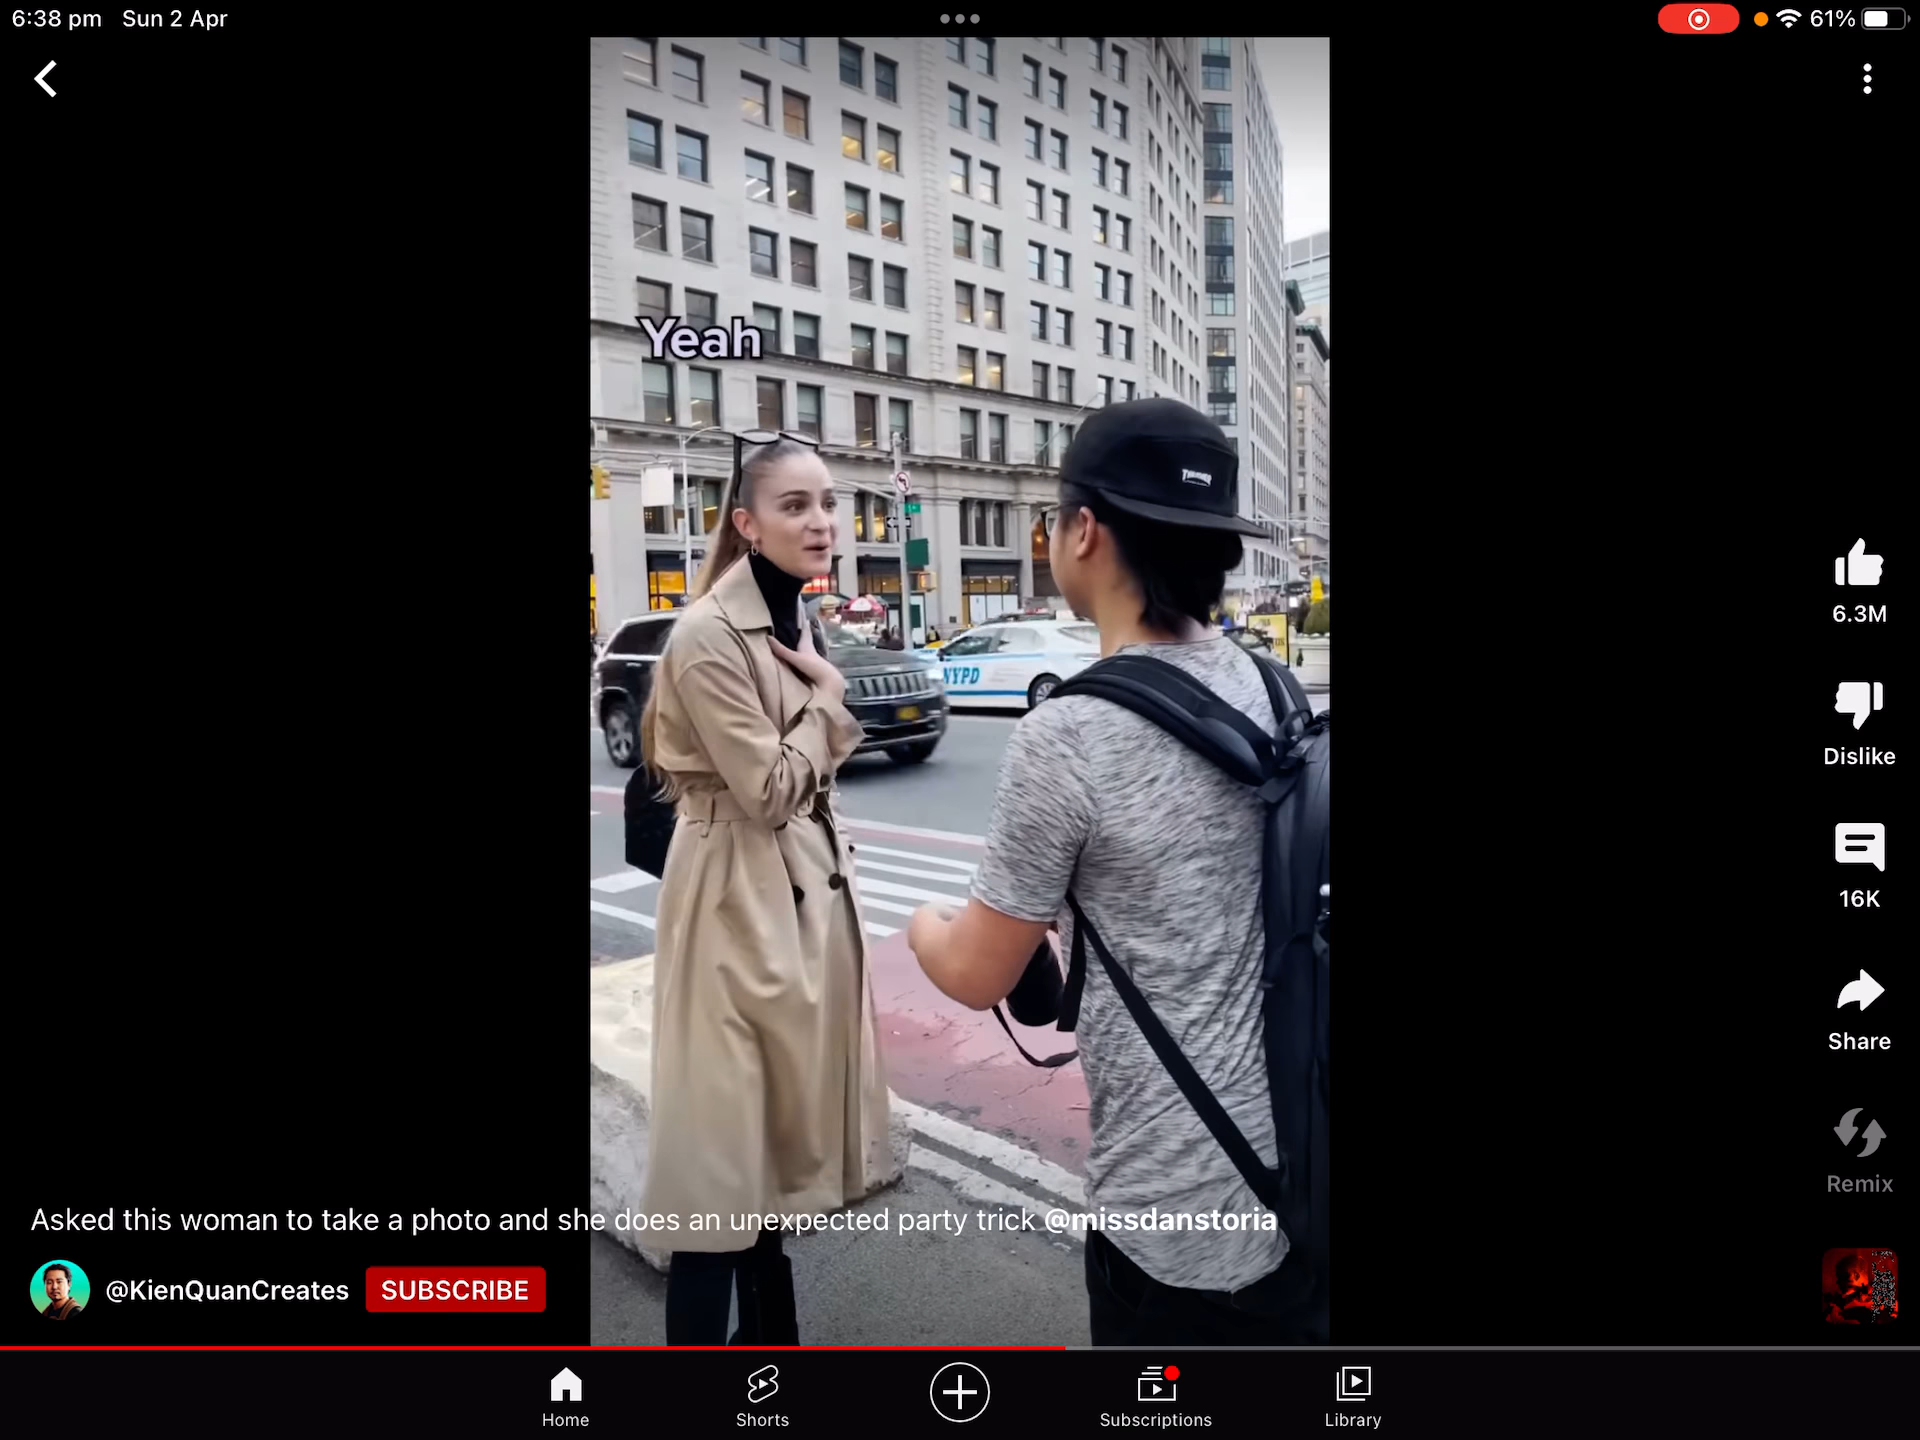 6:38 pm Sun 2 Apr
61%
Yeah
THRASHER
NYPD
6.3M
Dislike
16K
Share
Remix
Asked this woman to take a photo and she does an unexpected party trick @missdanstoria
@KienQuanCreates SUBSCRIBE
Home Shorts Subscriptions Library